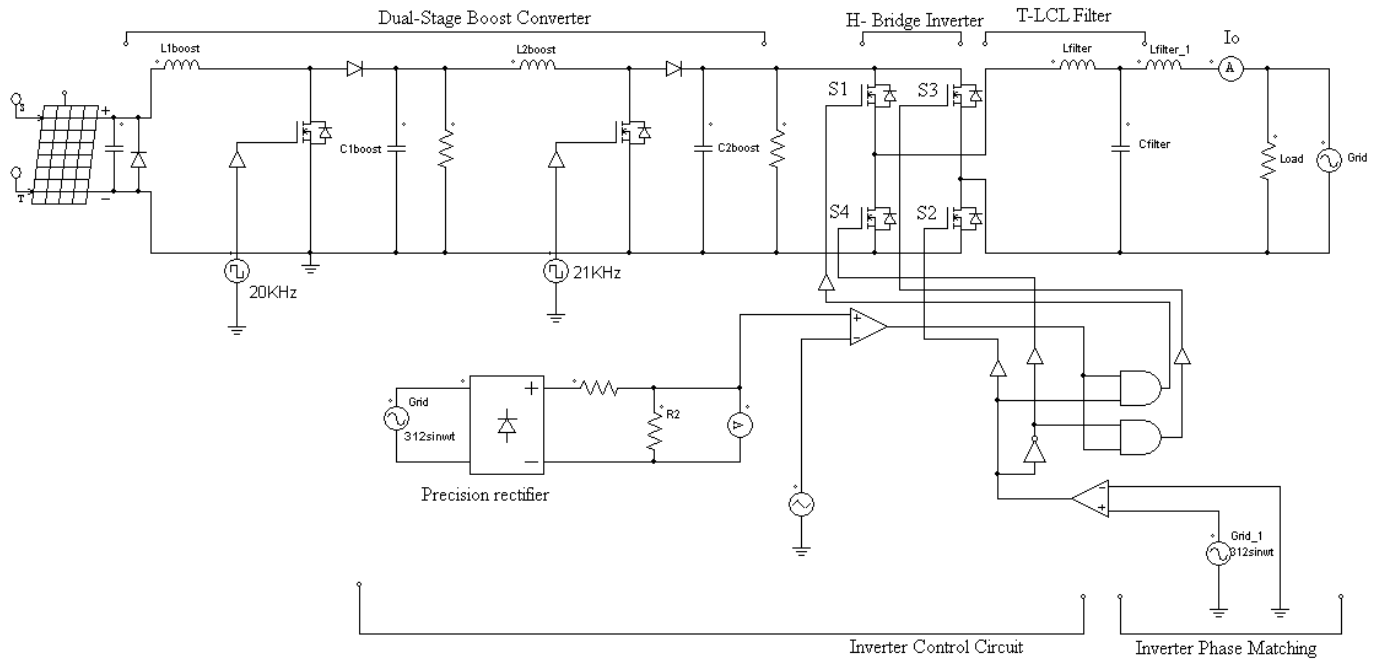 Dual-Stage Boost Converter
H- Bridge Inverter
T-LCL Filter
L1boost
L2boost
Lfilter
Lfilter_1
Io
A
S
T
+
−
C1boost
C2boost
S1
S3
S4
S2
Cfilter
Load
Grid
20KHz
21KHz
+
−
Grid
312sinwt
+
−
R2
V
Precision rectifier
−
+
Grid_1
312sinwt
Inverter Control Circuit
Inverter Phase Matching